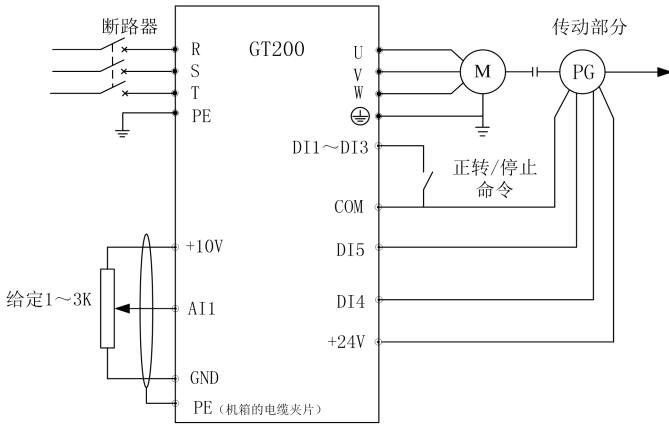 断路器
传动部分
R
GT200
U
S
V
M
PG
T
W
PE
DI1～DI3
正转/停止
命令
COM
+10V
DI5
给定1～3K
AI1
DI4
+24V
GND
PE（机箱的电缆夹片）